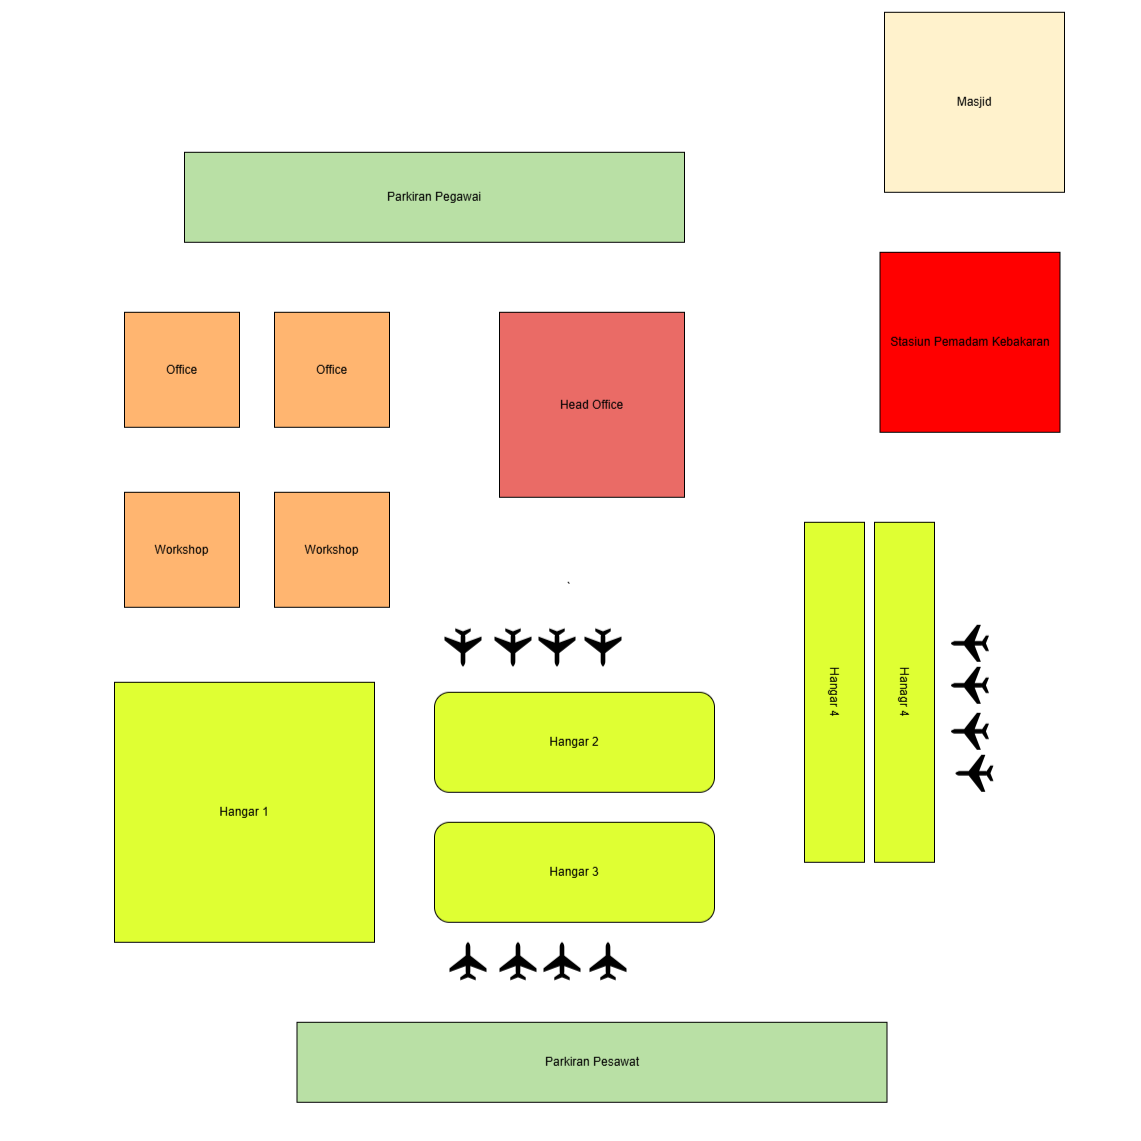 Masjid
Parkiran Pegawai
Stasiun Pemadam Kebakaran
Office
Office
Head Office
Workshop
Workshop
`
Hangar 4
Hanagr 4
Hangar 2
Hangar 1
Hangar 3
Parkiran Pesawat